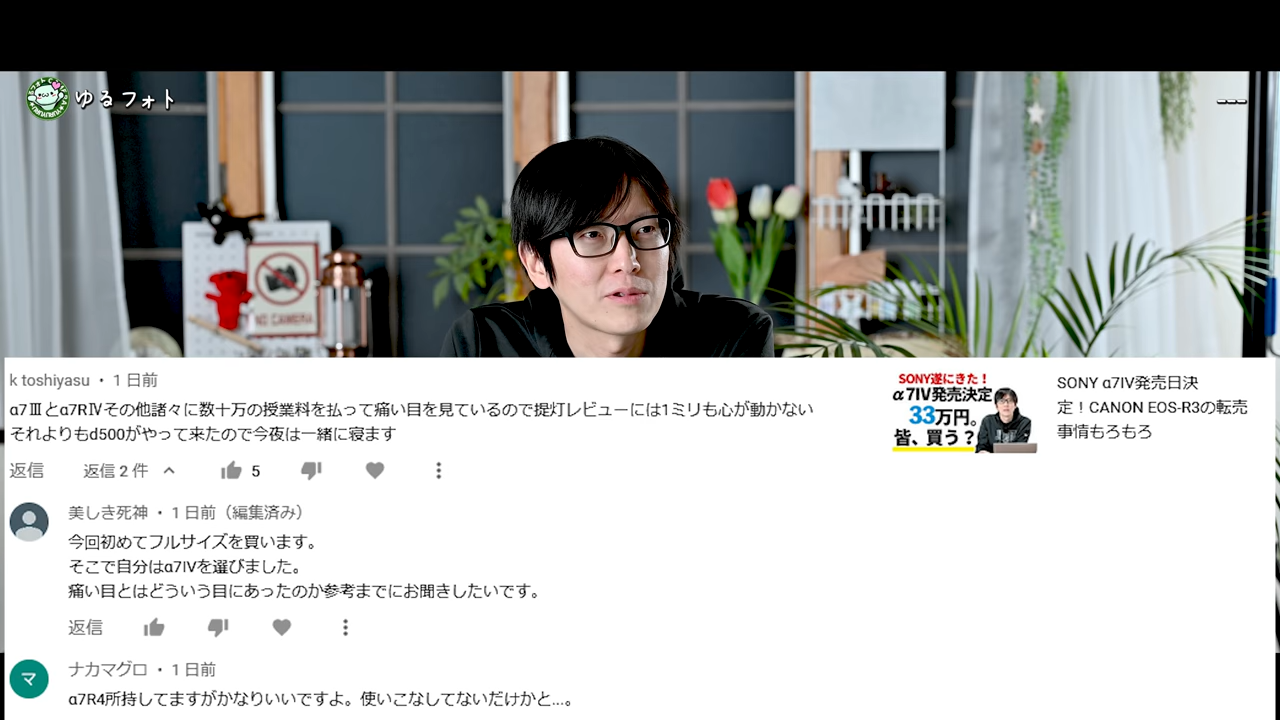 ゆるフォト
NO CAMERA
k toshiyasu ・ 1 日前
α7Ⅲとα7RⅣその他諸々に数十万の授業料を払って痛い目を見ているので提灯レビューには1ミリも心が動かない
それよりもd500がやって来たので今夜は一緒に寝ます
返信 返信 2 件 5
SONY遂にきた！
α7IV発売決定
33万円。
皆、買う？
SONY α7IV発売日決
定！CANON EOS-R3の転売
事情もろもろ
美しき死神 ・ 1 日前（編集済み）
今回初めてフルサイズを買います。
そこで自分はα7IVを選びました。
痛い目とはどういう目にあったのか参考までにお聞きしたいです。
返信
マ
ナカマグロ ・ 1 日前
α7R4所持してますがかなりいいですよ。使いこなしてないだけかと...。